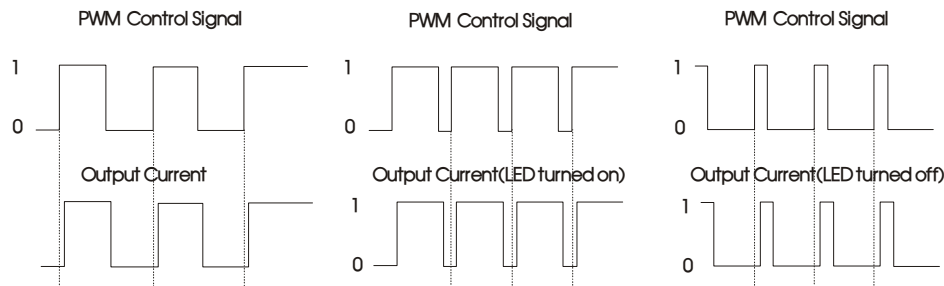 PWM Control Signal
1
0
Output Current
PWM Control Signal
1
0
Output Current(LED turned on)
1
0
PWM Control Signal
1
0
Output Current(LED turned off)
1
0